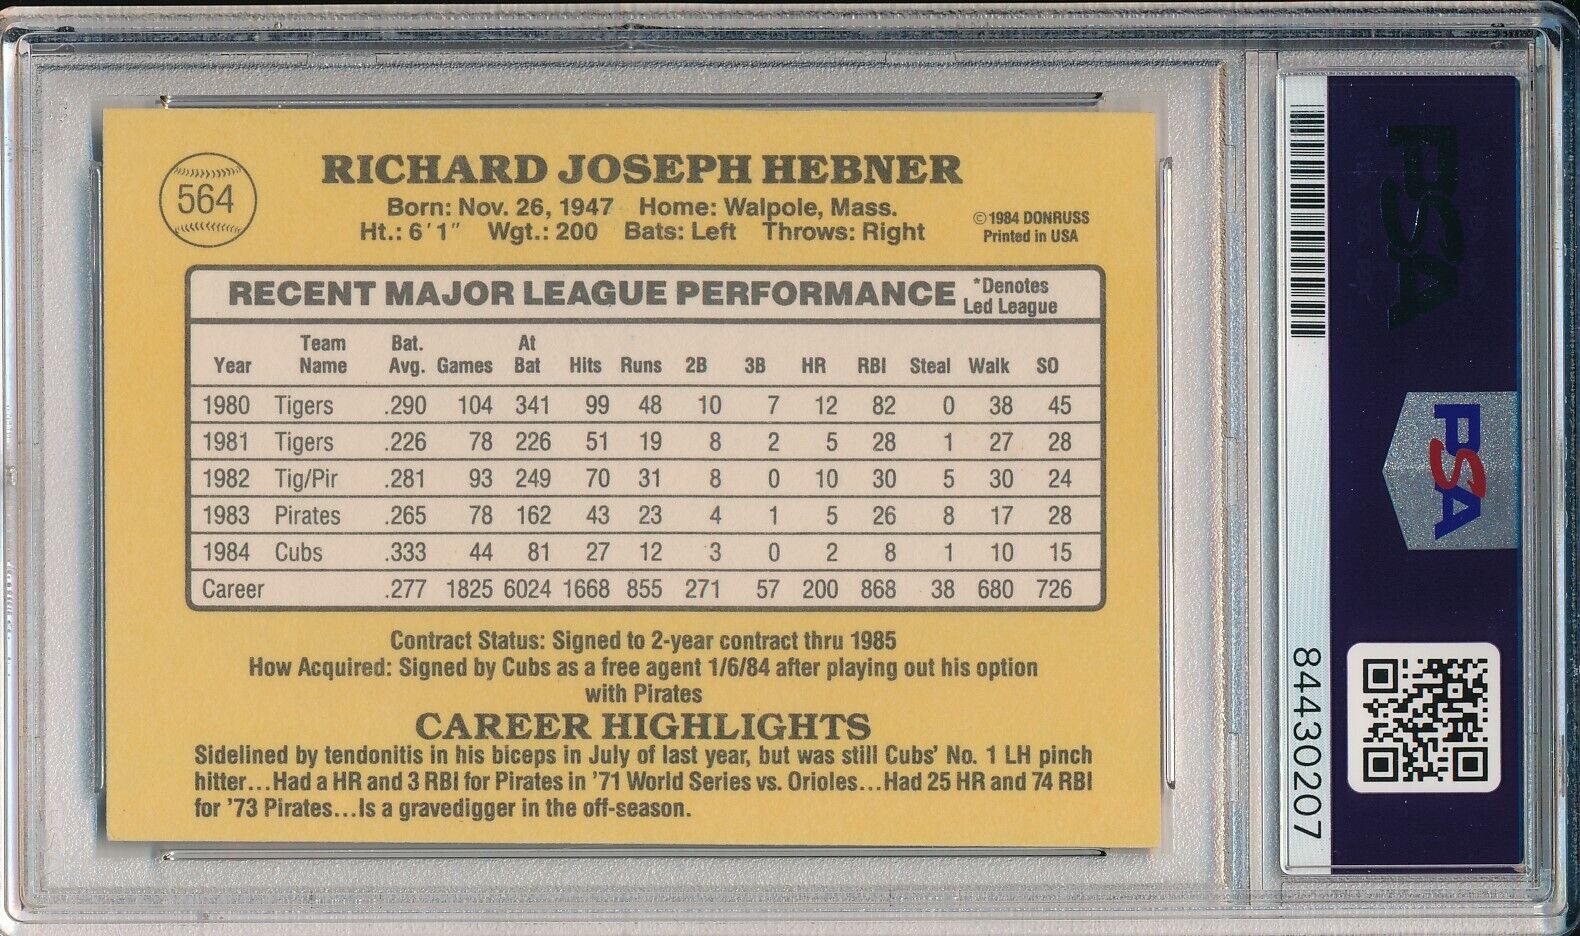 564
RICHARD JOSEPH HEBNER
Born: Nov. 26, 1947 Home: Walpole, Mass.
Ht.: 6'1" Wgt.: 200 Bats: Left Throws: Right
©1984 DONRUSS
Printed in USA
RECENT MAJOR LEAGUE PERFORMANCE
*Denotes
Led League
Year Team Name Bat. Avg. Games At Bat Hits Runs 2B 3B HR RBI Steal Walk SO
1980 Tigers .290 104 341 99 48 10 7 12 82 0 38 45
1981 Tigers .226 78 226 51 19 8 2 5 28 1 27 28
1982 Tig/Pir .281 93 249 70 31 8 0 10 30 5 30 24
1983 Pirates .265 78 162 43 23 4 1 5 26 8 17 28
1984 Cubs .333 44 81 27 12 3 0 2 8 1 10 15
Career .277 1825 6024 1668 855 271 57 200 868 38 680 726
Contract Status: Signed to 2-year contract thru 1985
How Acquired: Signed by Cubs as a free agent 1/6/84 after playing out his option
with Pirates
CAREER HIGHLIGHTS
Sidelined by tendonitis in his biceps in July of last year, but was still Cubs' No. 1 LH pinch
hitter...Had a HR and 3 RBI for Pirates in '71 World Series vs. Orioles...Had 25 HR and 74 RBI
for '73 Pirates...Is a gravedigger in the off-season.
PSA
PSA
84430207